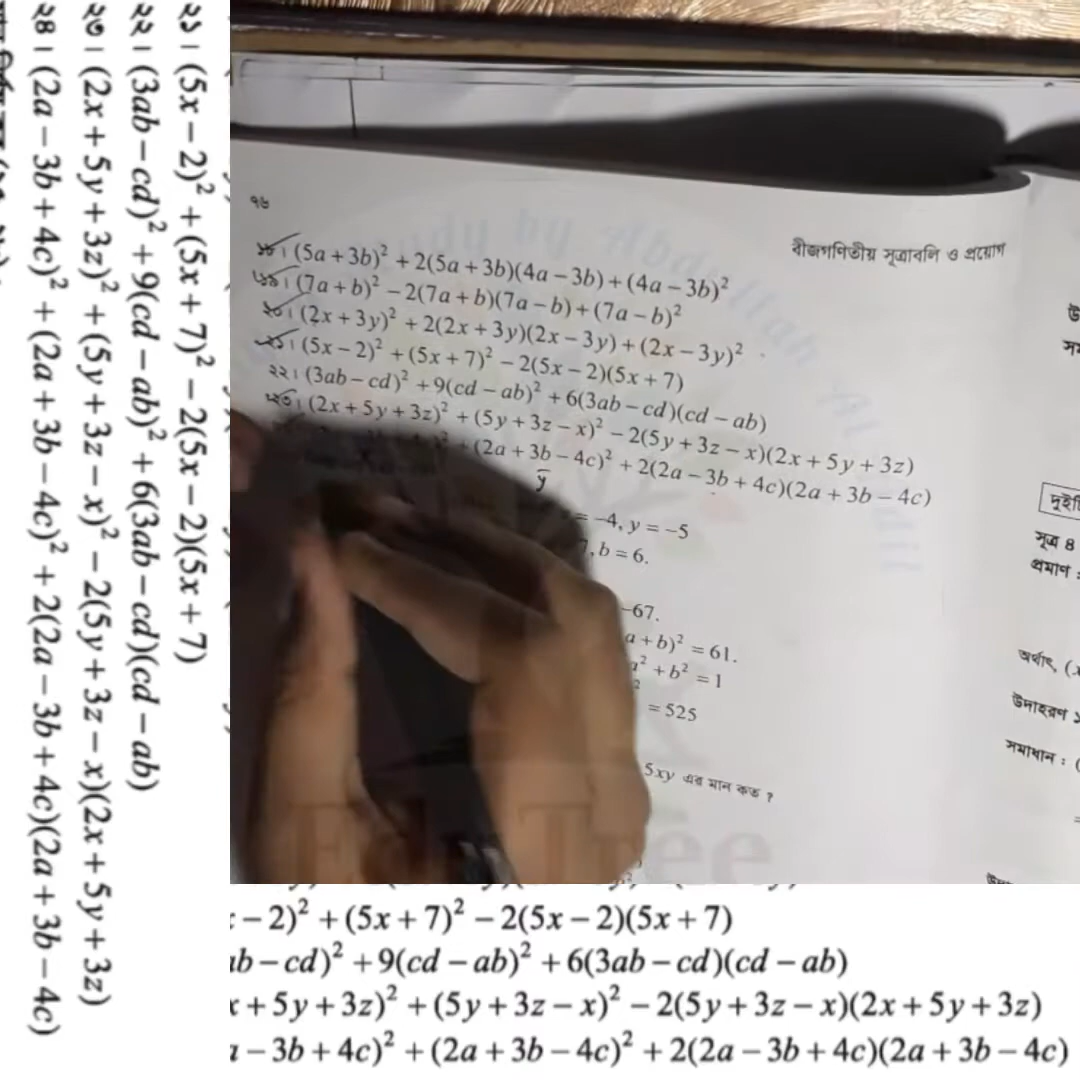 ২১। (5x – 2)² + (5x + 7)² – 2(5x – 2)(5x + 7)
২২। (3ab – cd)² + 9(cd – ab)² + 6(3ab – cd)(cd – ab)
২৩। (2x + 5y + 3z)² + (5y + 3z – x)² – 2(5y + 3z – x)(2x + 5y + 3z)
২৪। (2a – 3b + 4c)² + (2a + 3b – 4c)² + 2(2a – 3b + 4c)(2a + 3b – 4c)
৭৬
বীজগণিতীয় সূত্রাবলি ও প্রয়োগ
১৮। (5a + 3b)² + 2(5a + 3b)(4a – 3b) + (4a – 3b)²
১৯। (7a + b)² – 2(7a + b)(7a – b) + (7a – b)²
২০। (2x + 3y)² + 2(2x + 3y)(2x – 3y) + (2x – 3y)²
২১। (5x – 2)² + (5x + 7)² – 2(5x – 2)(5x + 7)
২২। (3ab – cd)² + 9(cd – ab)² + 6(3ab – cd)(cd – ab)
২৩। (2x + 5y + 3z)² + (5y + 3z – x)² – 2(5y + 3z – x)(2x + 5y + 3z)
+ (2a + 3b – 4c)² + 2(2a – 3b + 4c)(2a + 3b – 4c)
y
= –4, y = –5
, b = 6.
–67.
a + b)² = 61.
a² + b² = 1
= 525
5xy এর মান কত ?
সূত্র 4
প্রমাণ :
অর্থাৎ, (
উদাহরণ
সমাধান : (
– 2)² + (5x + 7)² – 2(5x – 2)(5x + 7)
b – cd)² + 9(cd – ab)² + 6(3ab – cd)(cd – ab)
+ 5y + 3z)² + (5y + 3z – x)² – 2(5y + 3z – x)(2x + 5y + 3z)
– 3b + 4c)² + (2a + 3b – 4c)² + 2(2a – 3b + 4c)(2a + 3b – 4c)